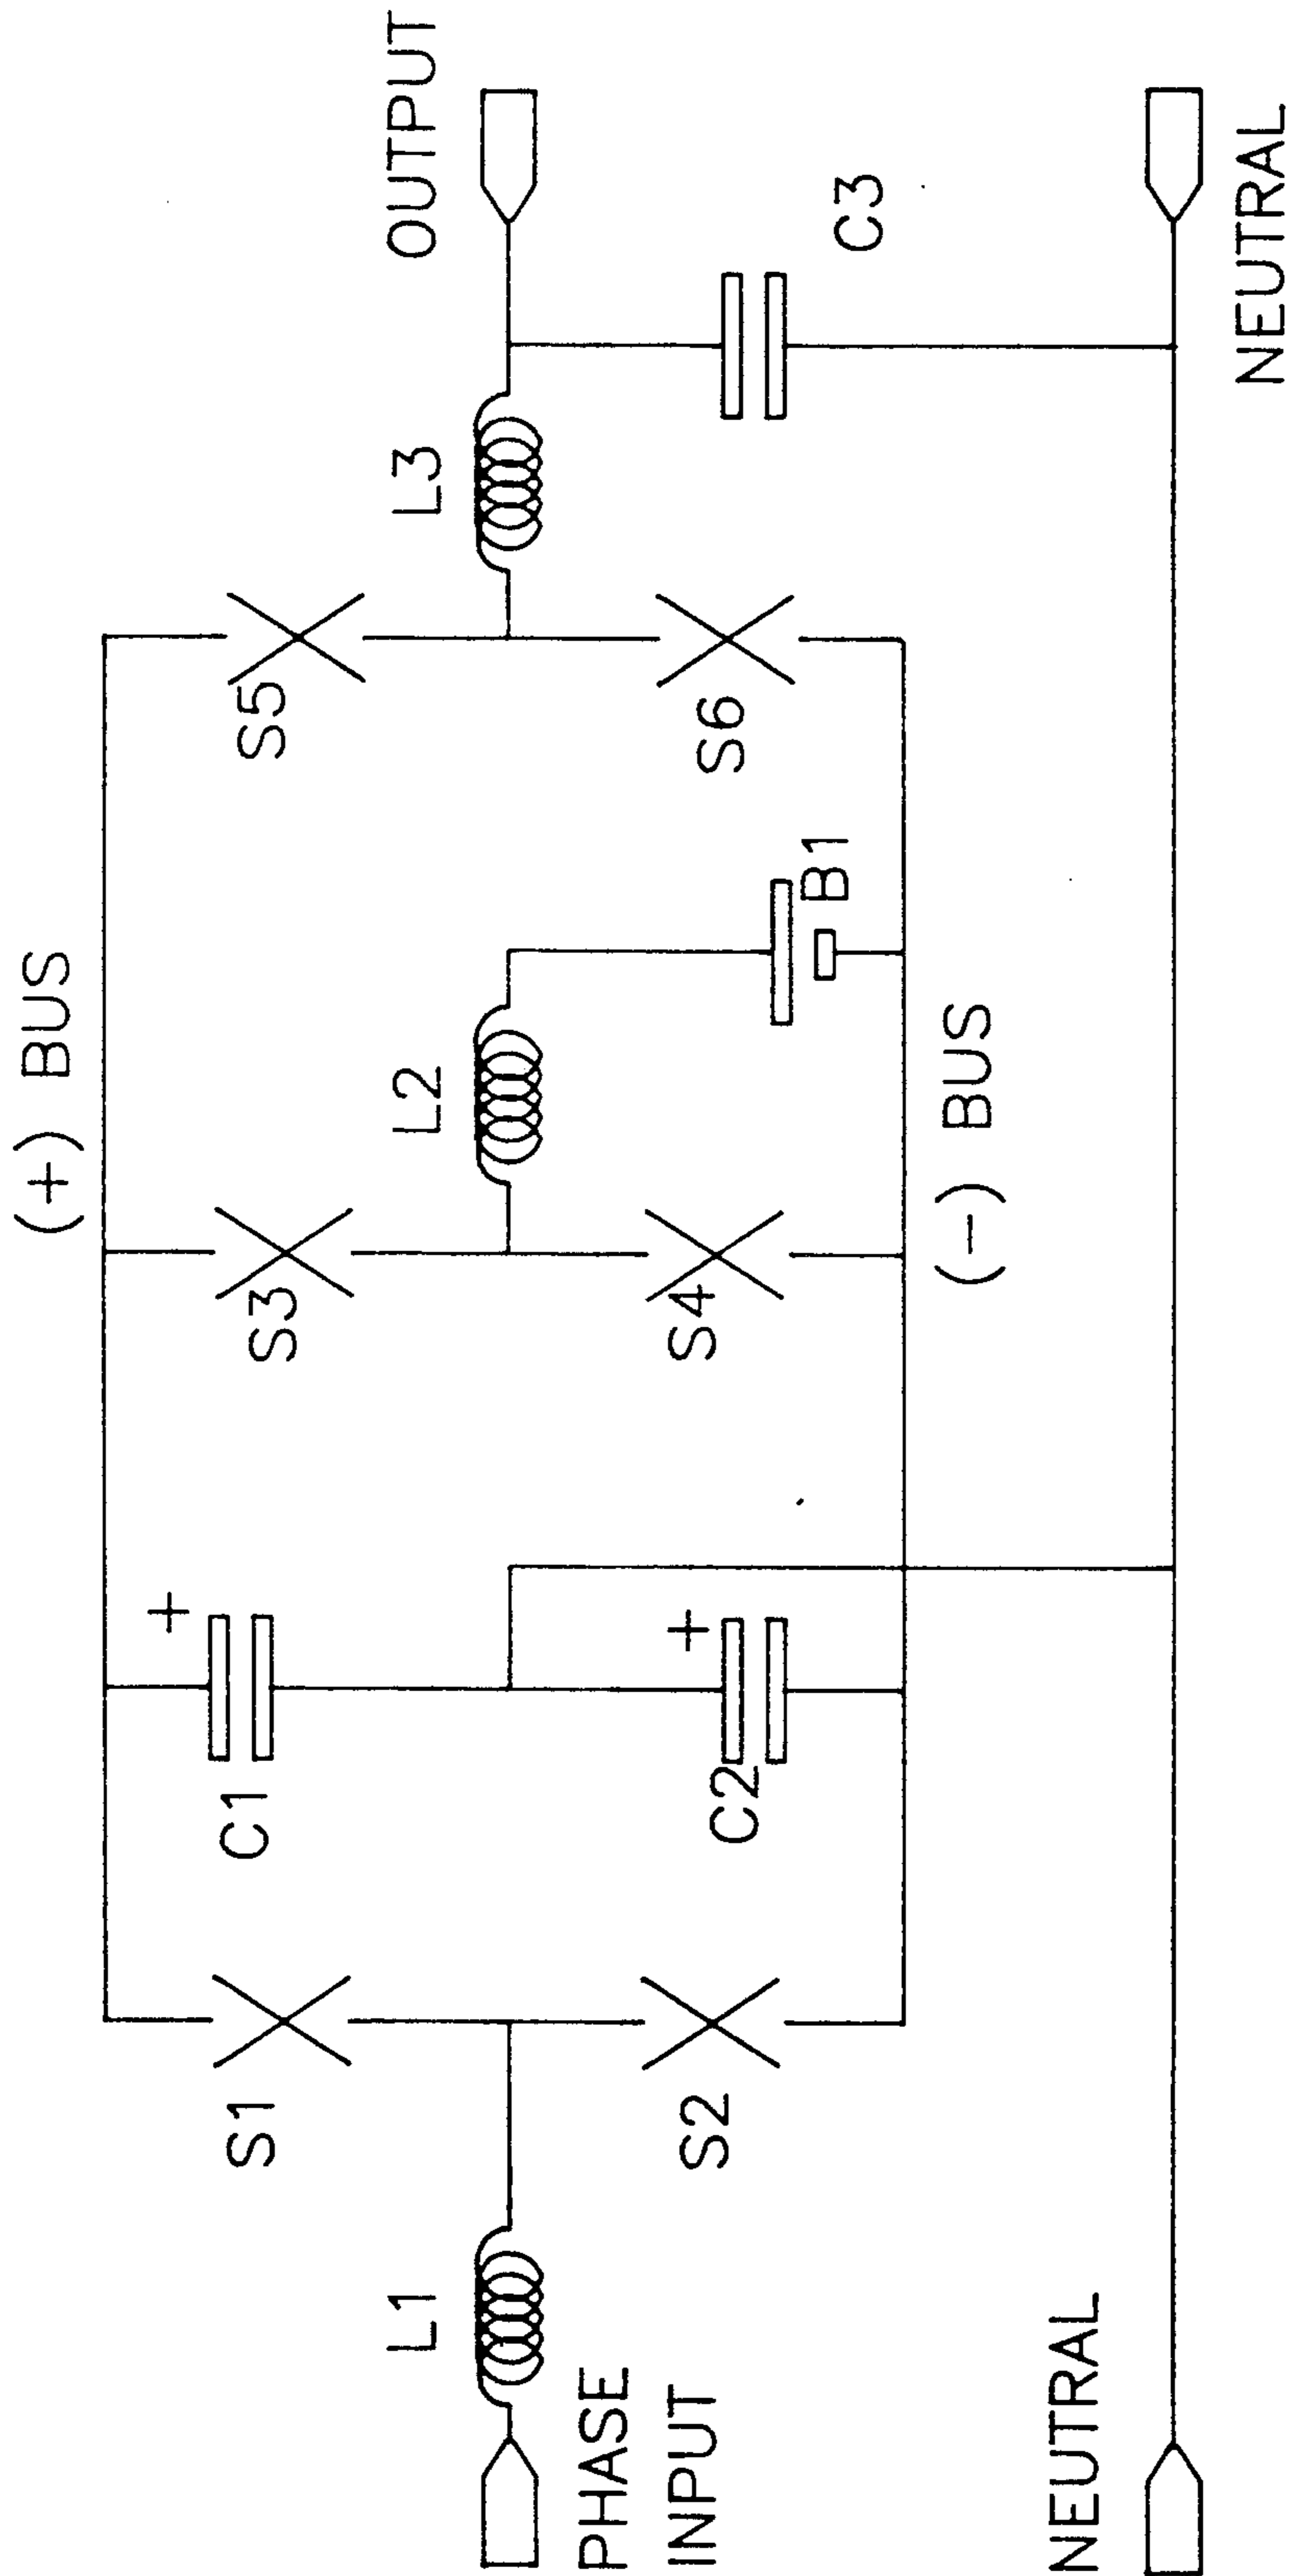 (+) BUS
OUTPUT
L1
L2
L3
S1
C1
S3
S5
PHASE
INPUT
S2
+
C2
+
S4
S6
B1
C3
(-) BUS
NEUTRAL
NEUTRAL